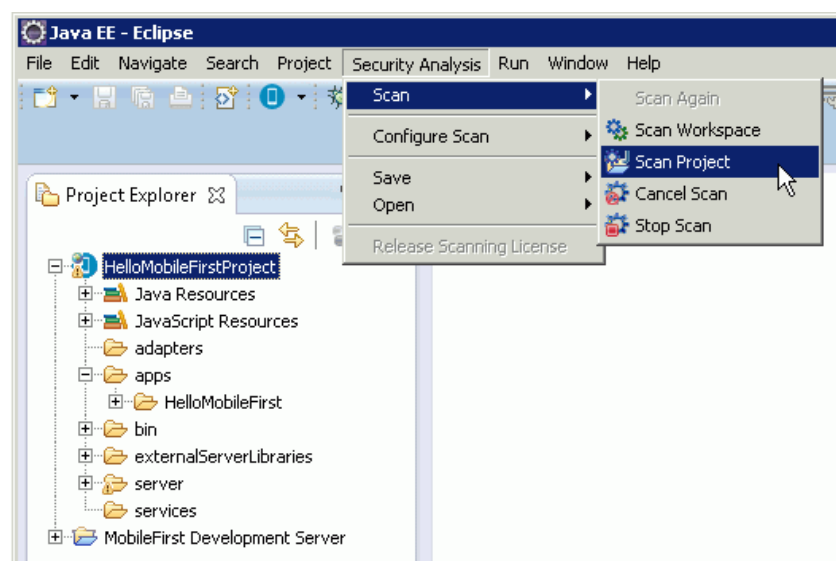 Java EE - Eclipse
File Edit Navigate Search Project Security Analysis Run Window Help
Scan
Configure Scan
Save
Open
Release Scanning License
Scan Again
Scan Workspace
Scan Project
Cancel Scan
Stop Scan
Project Explorer
HelloMobileFirstProject
Java Resources
JavaScript Resources
adapters
apps
HelloMobileFirst
bin
externalServerLibraries
server
services
MobileFirst Development Server